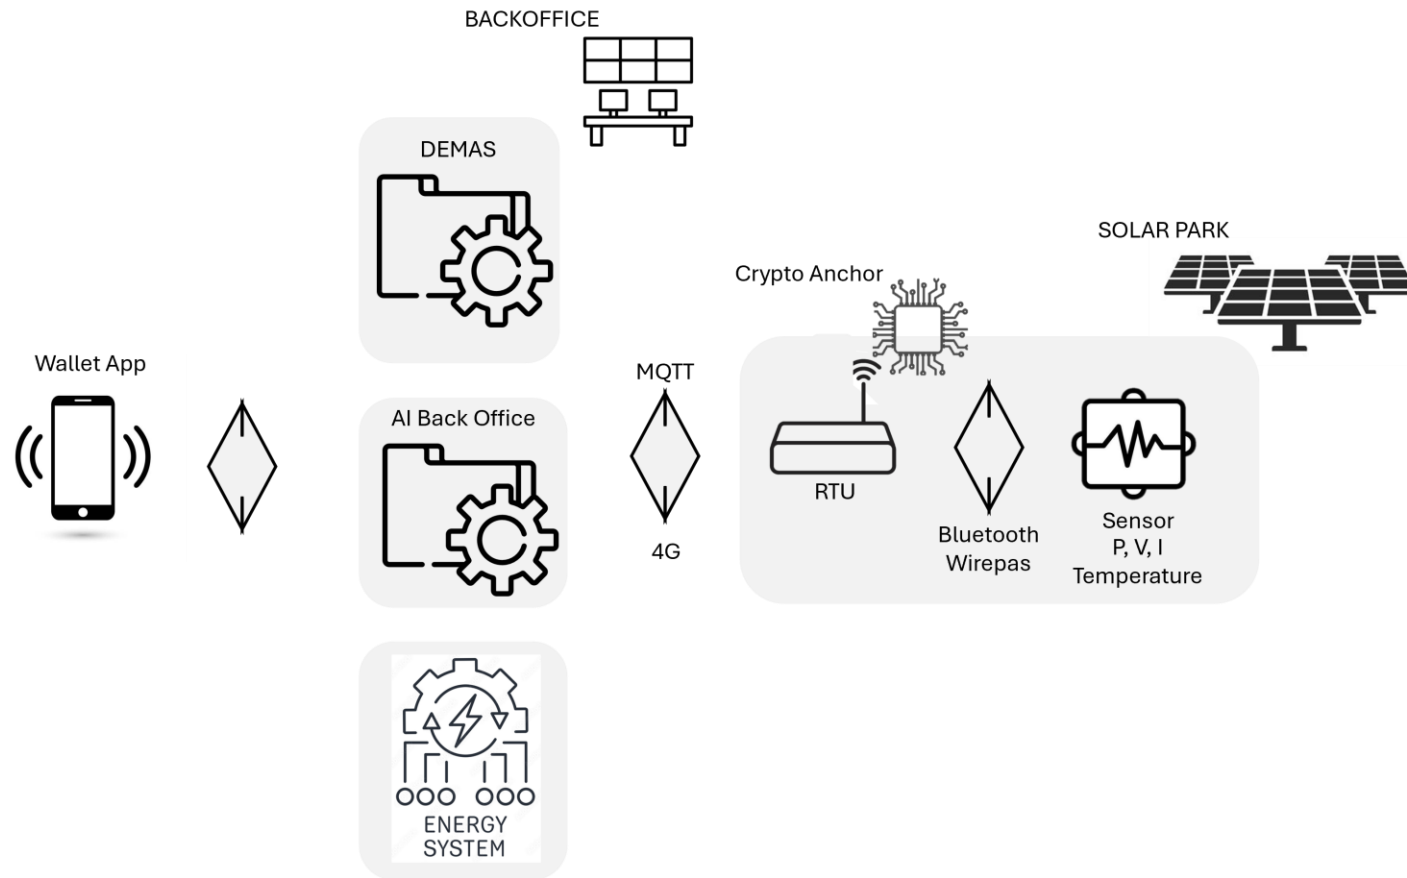 BACKOFFICE
DEMAS
SOLAR PARK
Crypto Anchor
Wallet App
MQTT
AI Back Office
RTU
4G
Bluetooth
Wirepas
Sensor
P, V, I
Temperature
ENERGY
SYSTEM